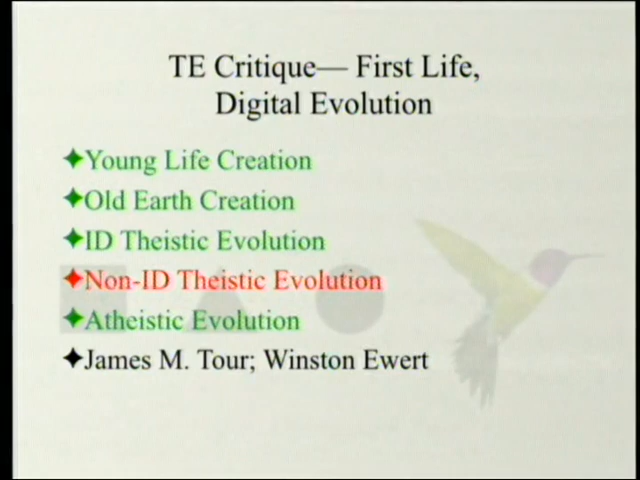 TE Critique— First Life,
Digital Evolution
✦Young Life Creation
✦Old Earth Creation
✦ID Theistic Evolution
✦Non-ID Theistic Evolution
✦Atheistic Evolution
✦James M. Tour; Winston Ewert